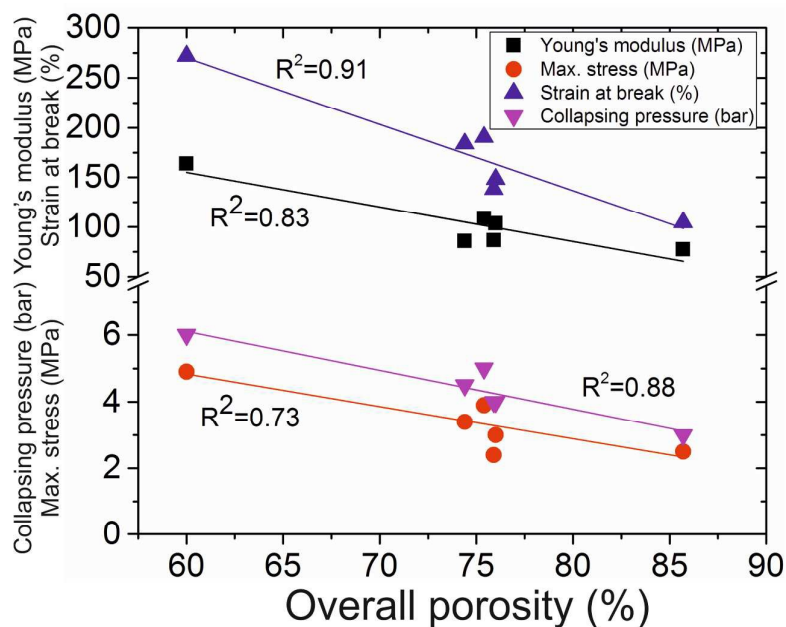 Young's modulus (MPa)
Strain at break (%)
Collapsing pressure (bar)
Max. stress (MPa)
300
250
200
150
100
50
6
4
2
0
R²=0.91
R²=0.83
R²=0.88
R²=0.73
Young's modulus (MPa)
Max. stress (MPa)
Strain at break (%)
Collapsing pressure (bar)
60 65 70 75 80 85 90
Overall porosity (%)